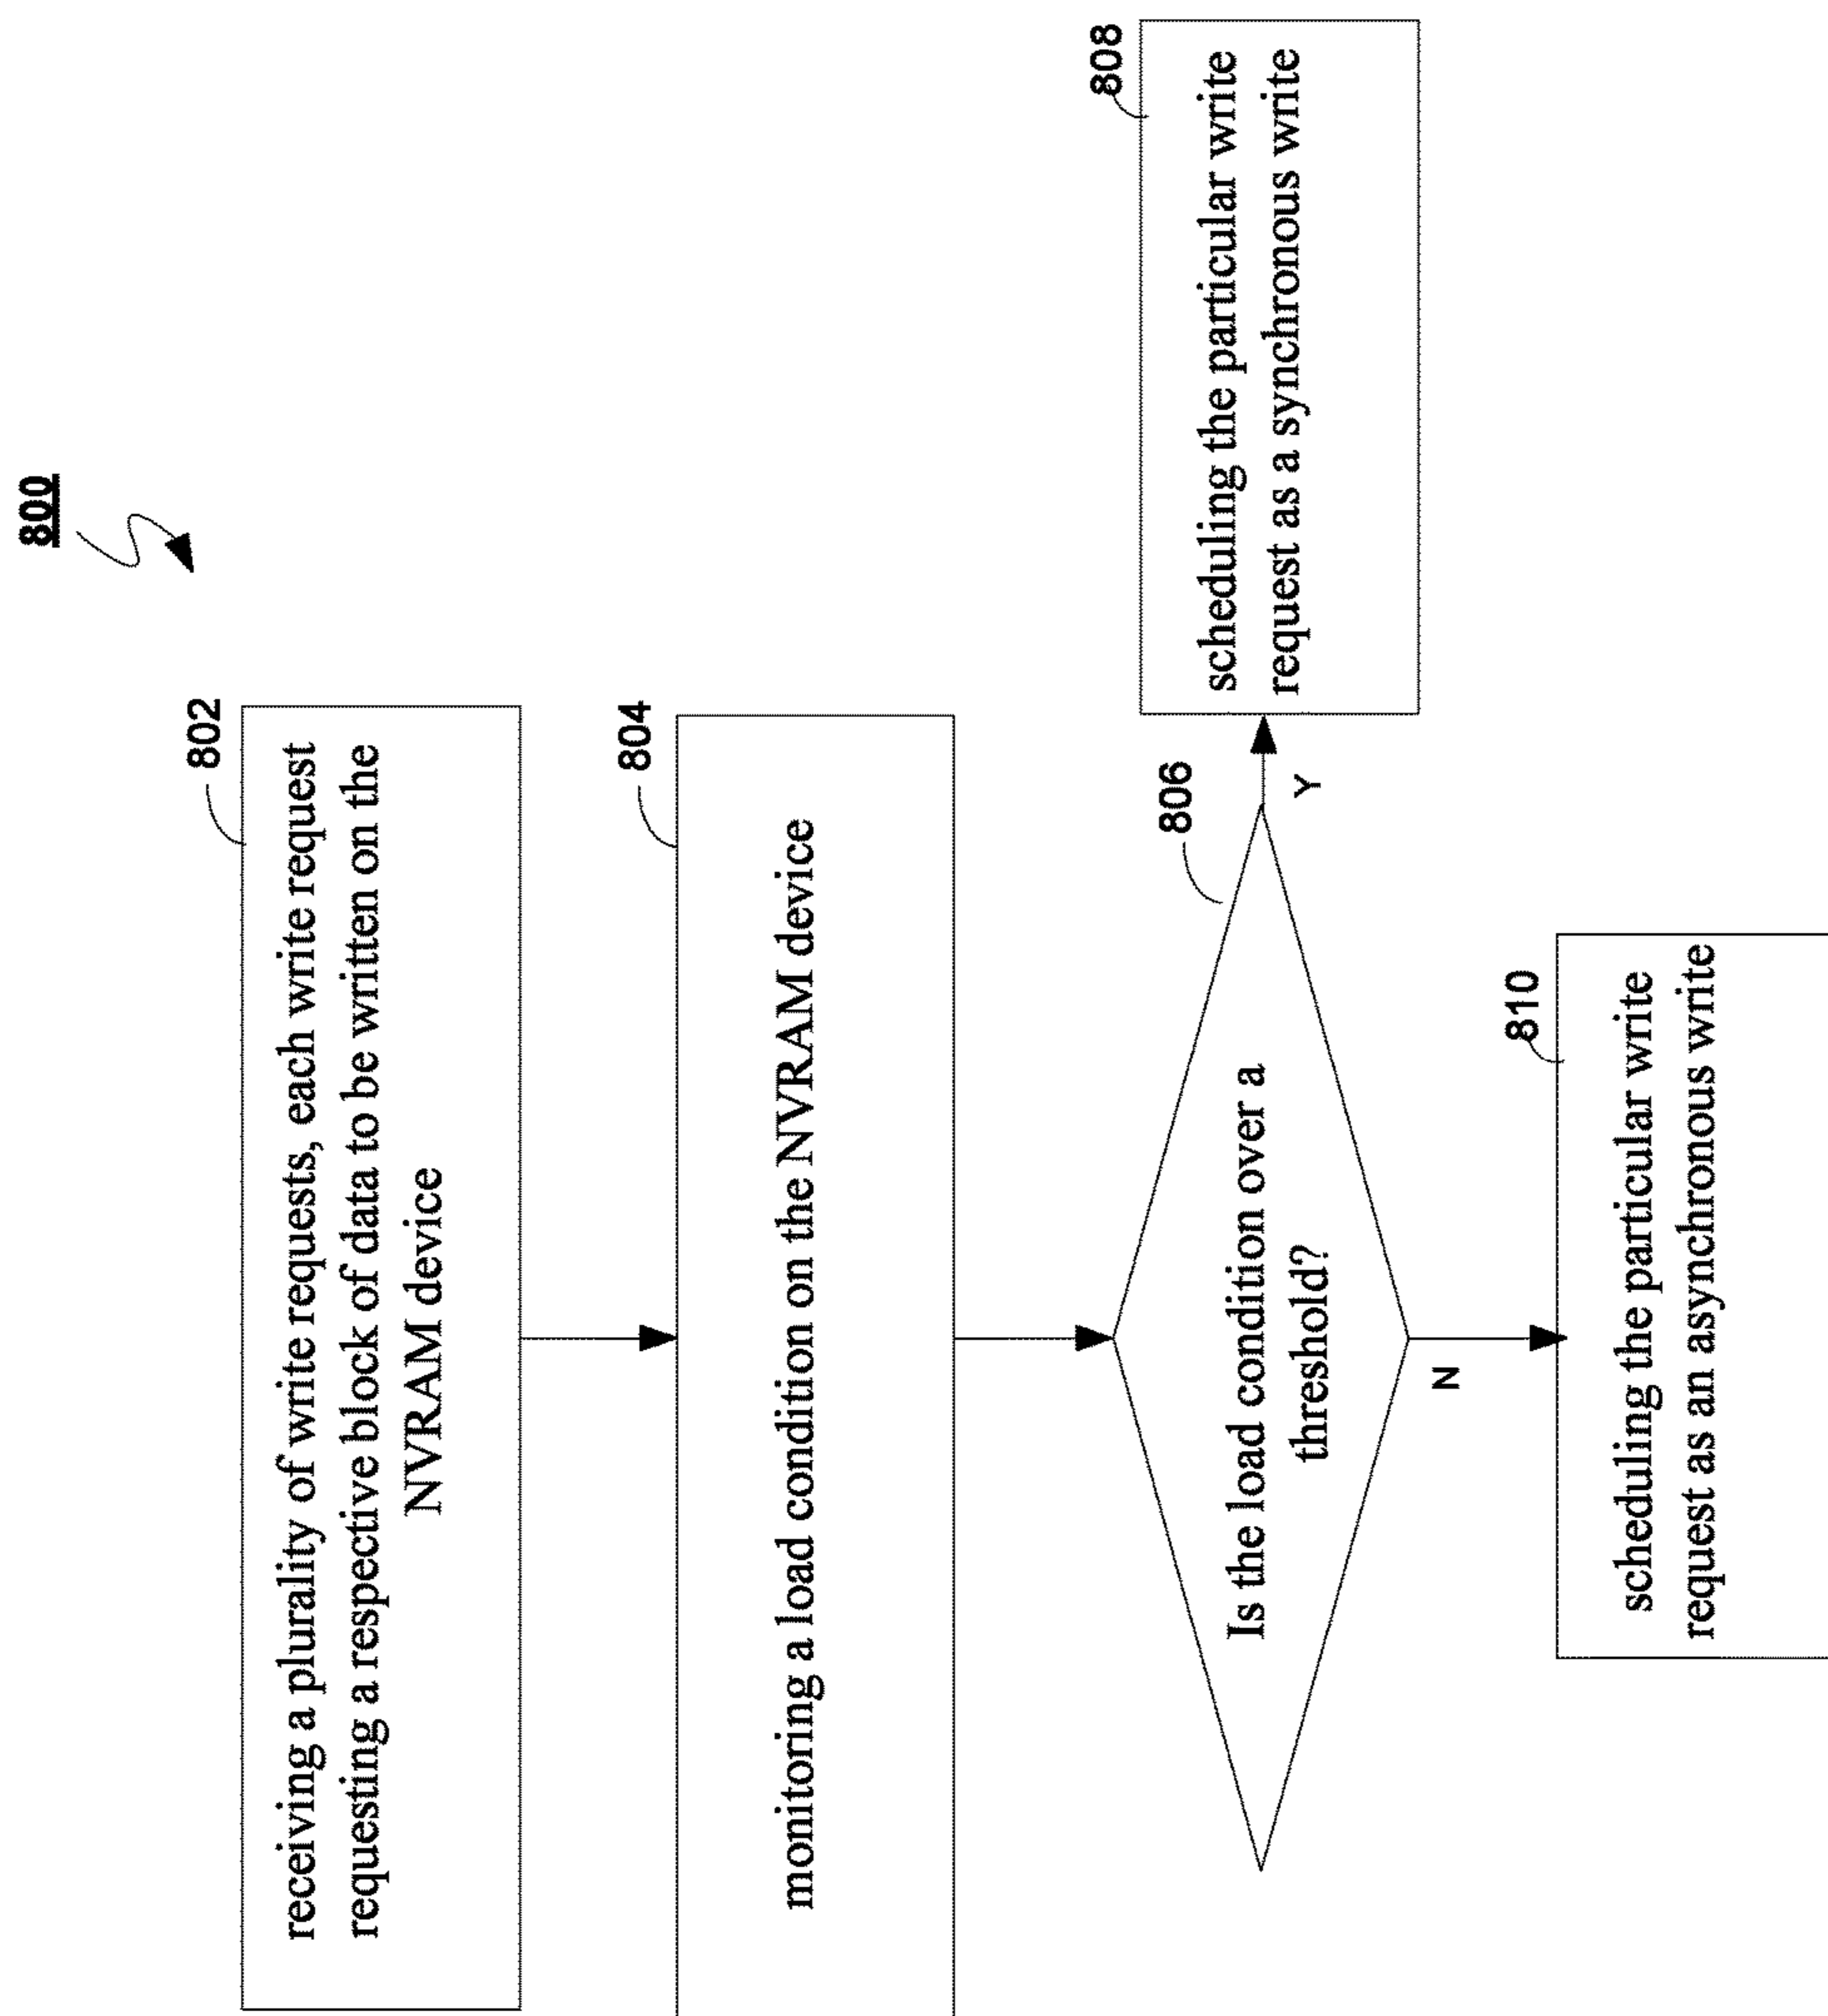 800
802
receiving a plurality of write requests, each write request
requesting a respective block of data to be written on the
NVRAM device
804
monitoring a load condition on the NVRAM device
806
Is the load condition over a
threshold?
Y
808
scheduling the particular write
request as a synchronous write
N
810
scheduling the particular write
request as an asynchronous write